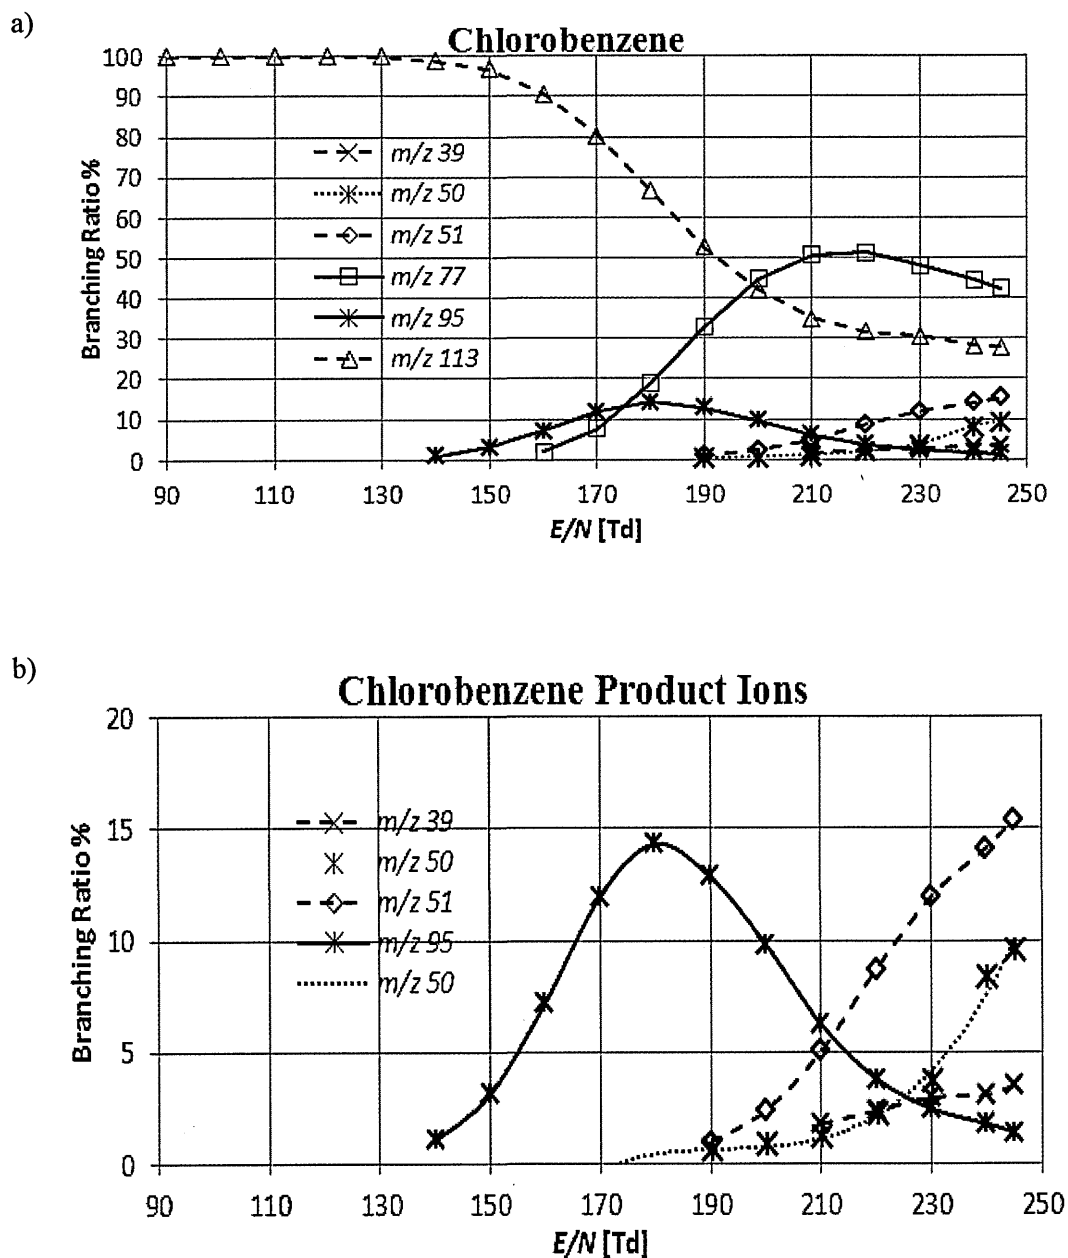 a)
Chlorobenzene
100
90
80
70
60
50
40
30
20
10
0
Branching Ratio%
m/z 39
m/z 50
m/z 51
m/z 77
m/z 95
m/z 113
90 110 130 150 170 190 210 230 250
E/N [Td]
b)
Chlorobenzene Product Ions
20
15
10
5
0
Branching Ratio%
m/z 39
m/z 50
m/z 51
m/z 95
m/z 50
90 110 130 150 170 190 210 230 250
E/N [Td]